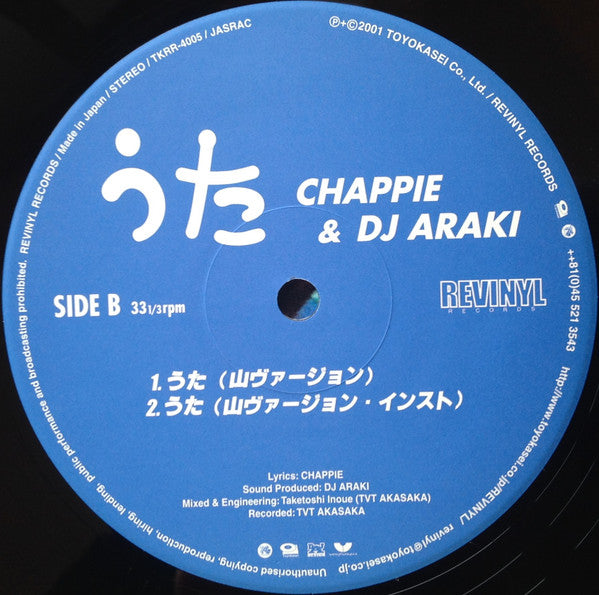 Unauthorised copying, reproduction, hiring, lending, public performance and broadcasting prohibited. REVINYL RECORDS / Made in Japan / STEREO / TKRR-4005 / JASRAC
℗+©2001 TOYOKASEI Co., Ltd. / REVINYL RECORDS
++81(0)45 521 3543
http://www.toyokasei.co.jp/REVINYL/ revinyl@toyokasei.co.jp
うた
CHAPPIE
& DJ ARAKI
SIDE B 33 1/3 rpm
REVINYL
RECORDS
1. うた（山ヴァージョン）
2. うた（山ヴァージョン・インスト）
Lyrics: CHAPPIE
Sound Produced: DJ ARAKI
Mixed & Engineering: Taketoshi Inoue (TVT AKASAKA)
Recorded: TVT AKASAKA